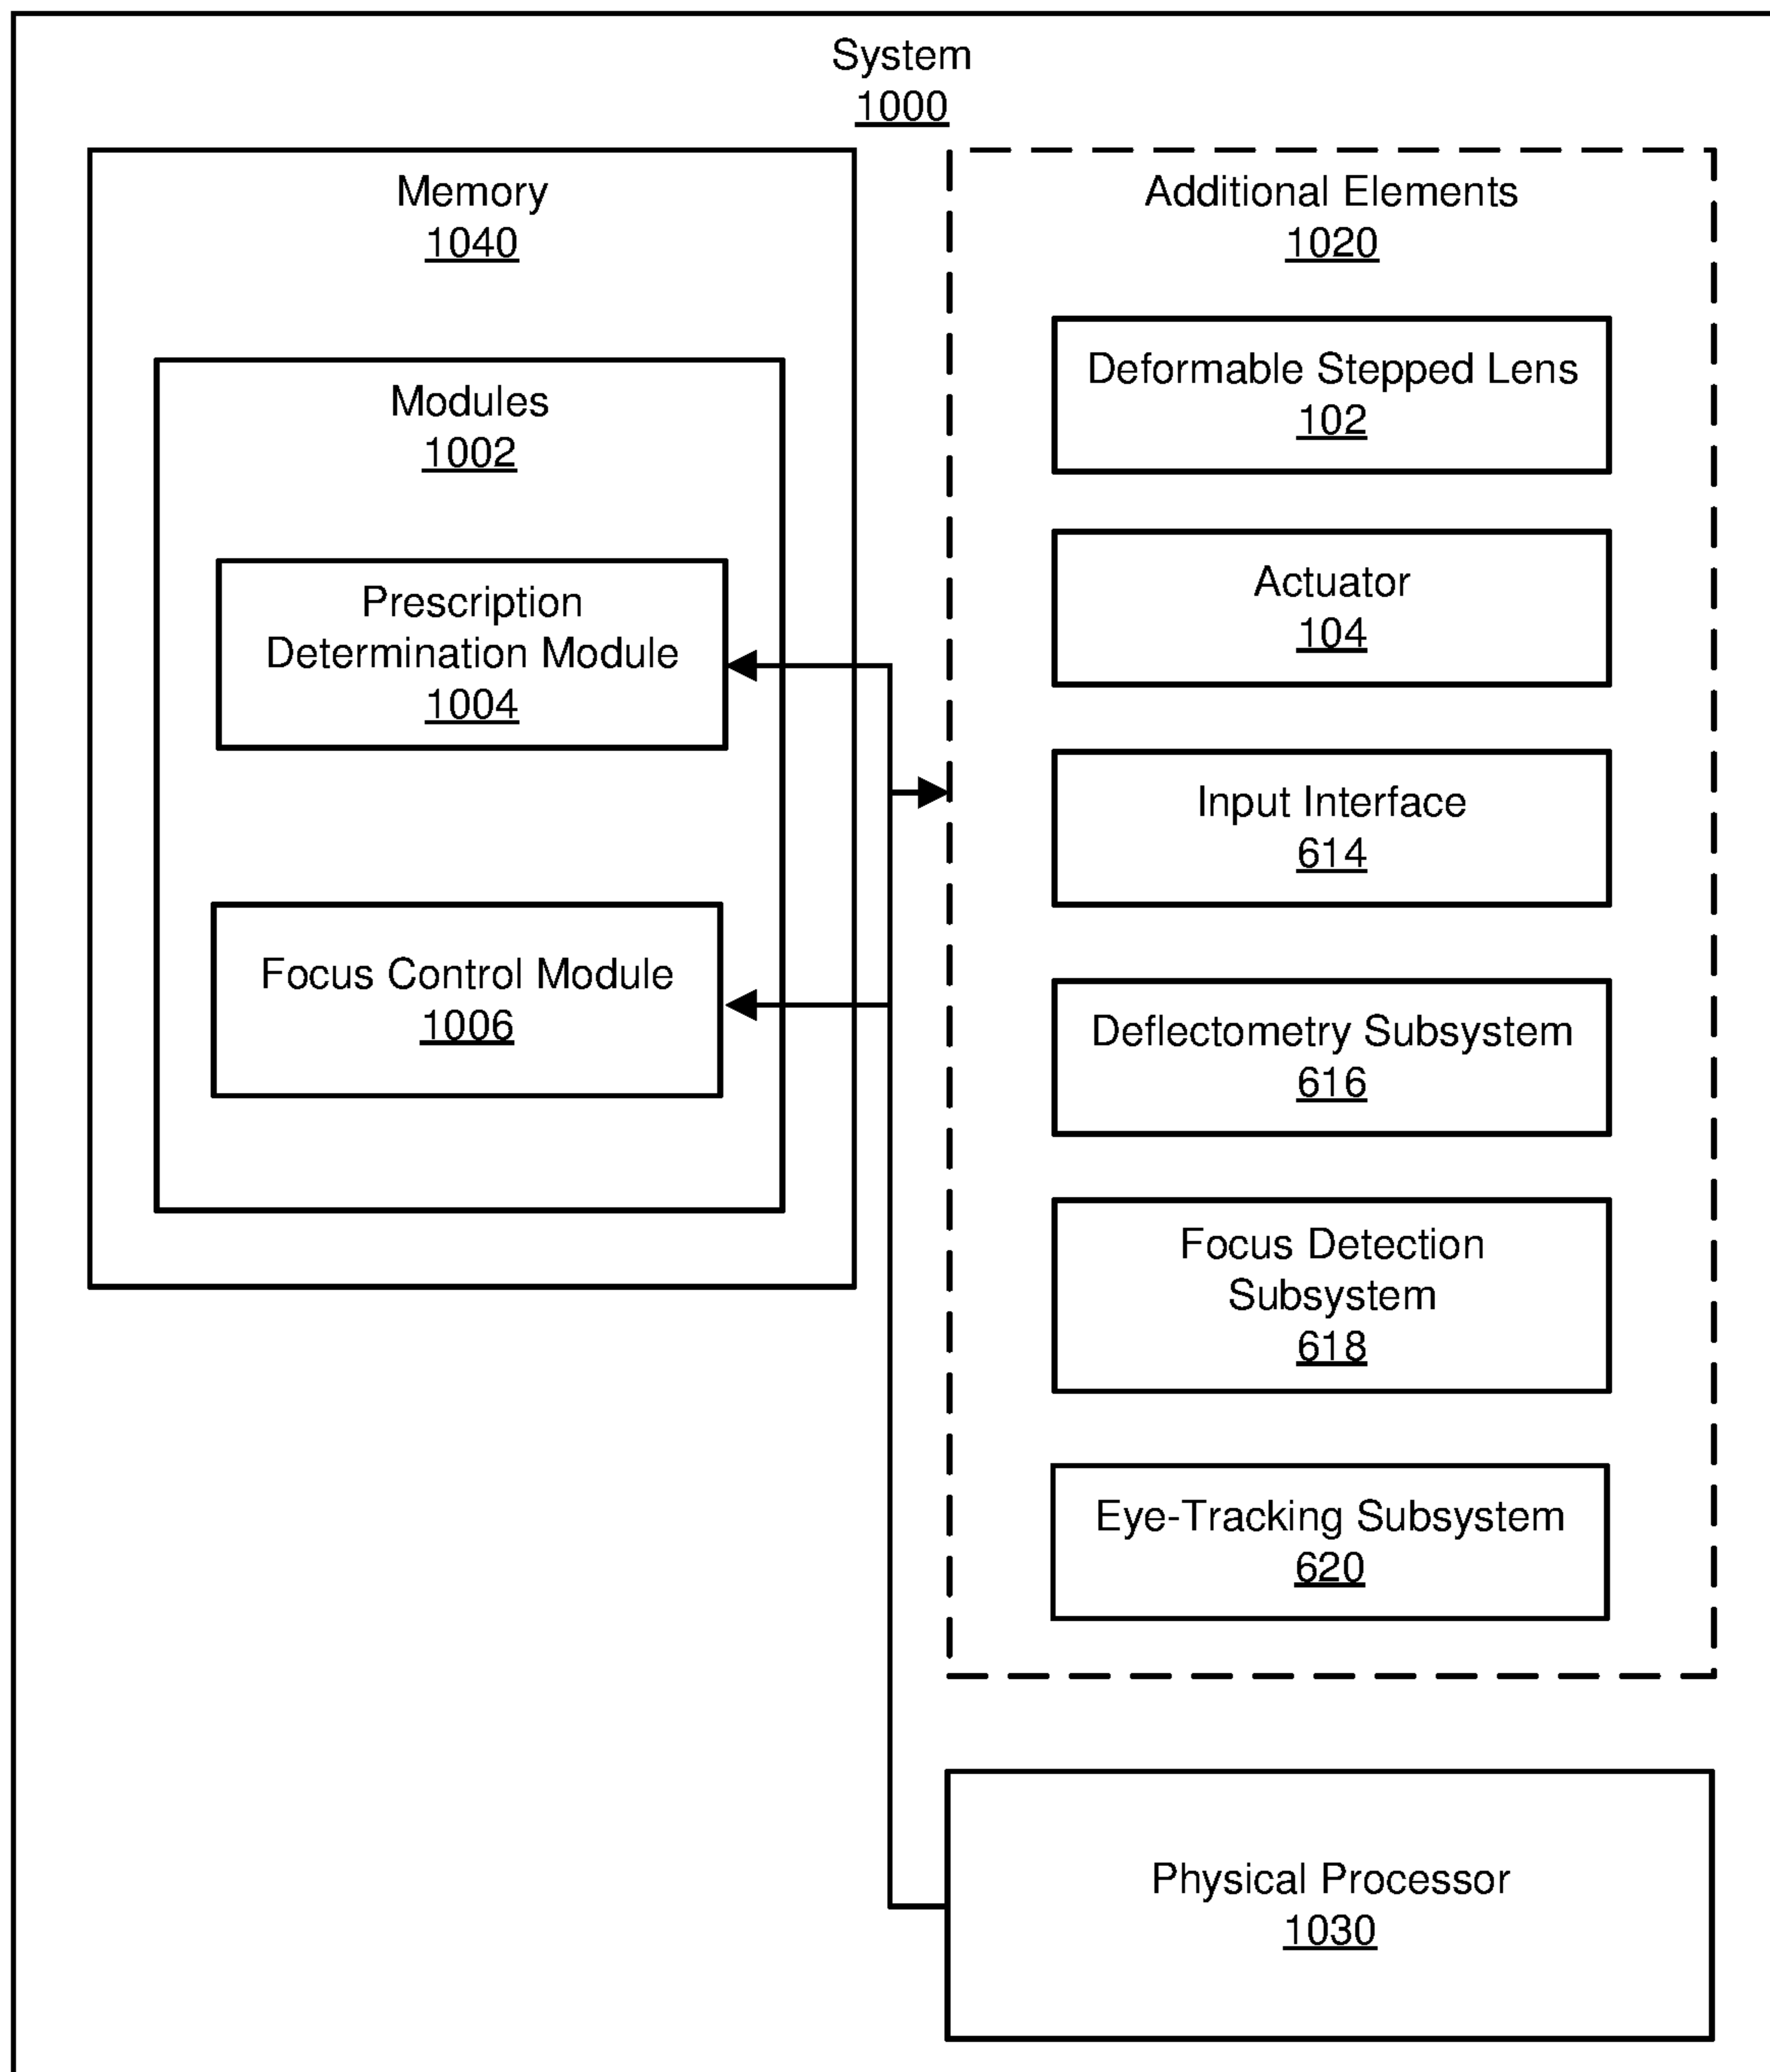 System
1000
Memory
1040
Modules
1002
Prescription
Determination Module
1004
Focus Control Module
1006
Additional Elements
1020
Deformable Stepped Lens
102
Actuator
104
Input Interface
614
Deflectometry Subsystem
616
Focus Detection
Subsystem
618
Eye-Tracking Subsystem
620
Physical Processor
1030